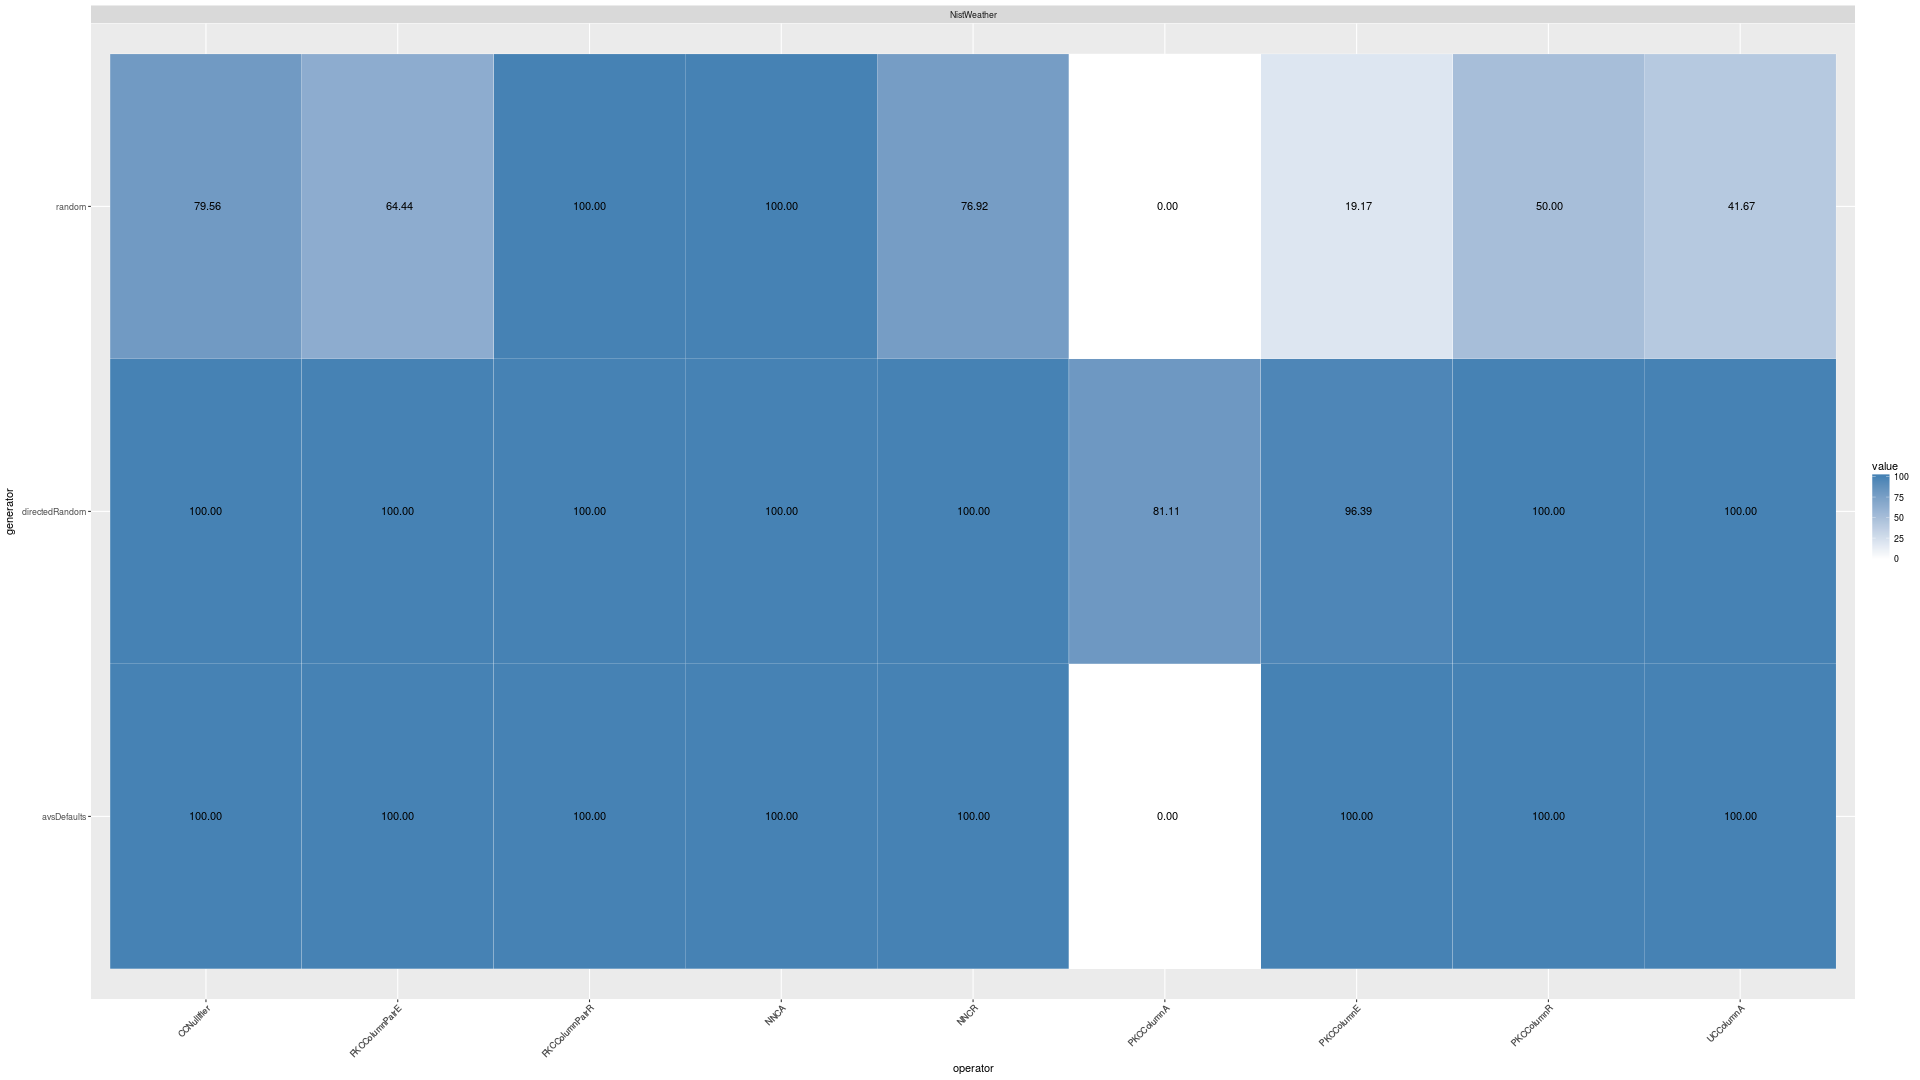 NistWeather
random
79.56 64.44 100.00 100.00 76.92 0.00 19.17 50.00 41.67
directedRandom
100.00 100.00 100.00 100.00 100.00 81.11 96.39 100.00 100.00
avsDefaults
100.00 100.00 100.00 100.00 100.00 0.00 100.00 100.00 100.00
generator
CCNullifier
FKCColumnPairE
FKCColumnPairR
NNCA
NNCR
PKCColumnA
PKCColumnE
PKCColumnR
UCColumnA
operator
value
100
75
50
25
0